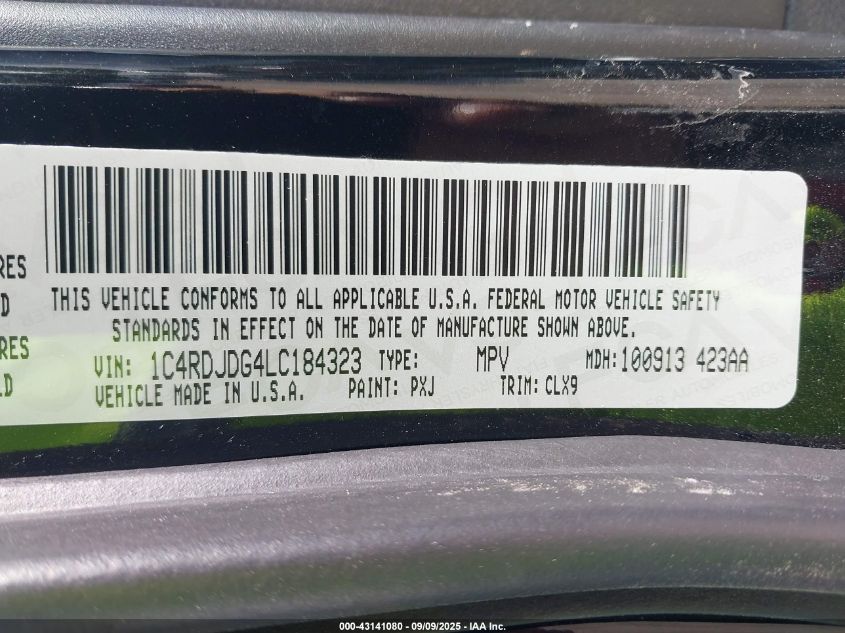 THIS VEHICLE CONFORMS TO ALL APPLICABLE U.S.A. FEDERAL MOTOR VEHICLE SAFETY
STANDARDS IN EFFECT ON THE DATE OF MANUFACTURE SHOWN ABOVE.
VIN: 1C4RDJDG4LC184323 TYPE: MPV MDH: 100913 423AA
VEHICLE MADE IN U.S.A. PAINT: PXJ TRIM: CLX9
000-43141080 - 09/09/2025 - IAA Inc.